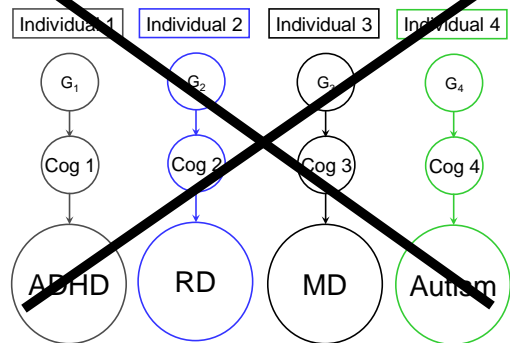 Individual 1 Individual 2 Individual 3 Individual 4
G₁ G₂ G₃ G₄
Cog 1 Cog 2 Cog 3 Cog 4
ADHD RD MD Autism